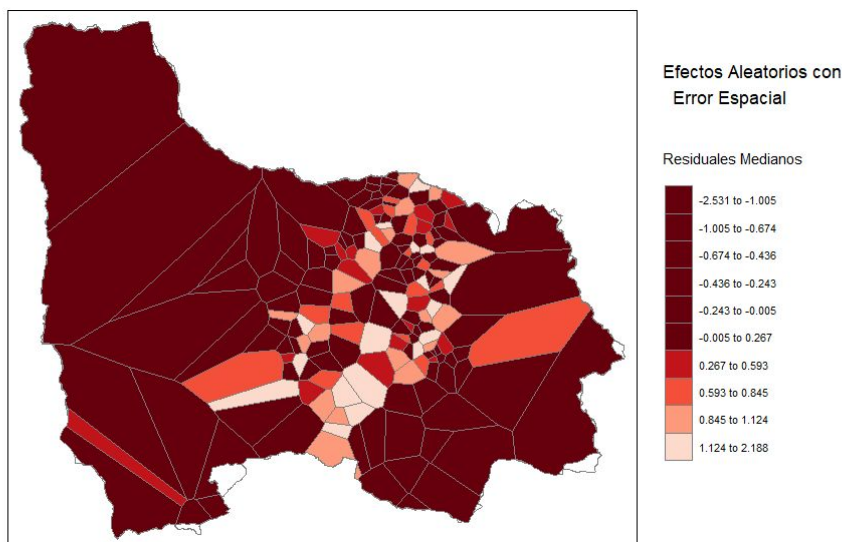 Efectos Aleatorios con
Error Espacial
Residuales Medianos
-2.531 to -1.005
-1.005 to -0.674
-0.674 to -0.436
-0.436 to -0.243
-0.243 to -0.005
-0.005 to 0.267
0.267 to 0.593
0.593 to 0.845
0.845 to 1.124
1.124 to 2.188